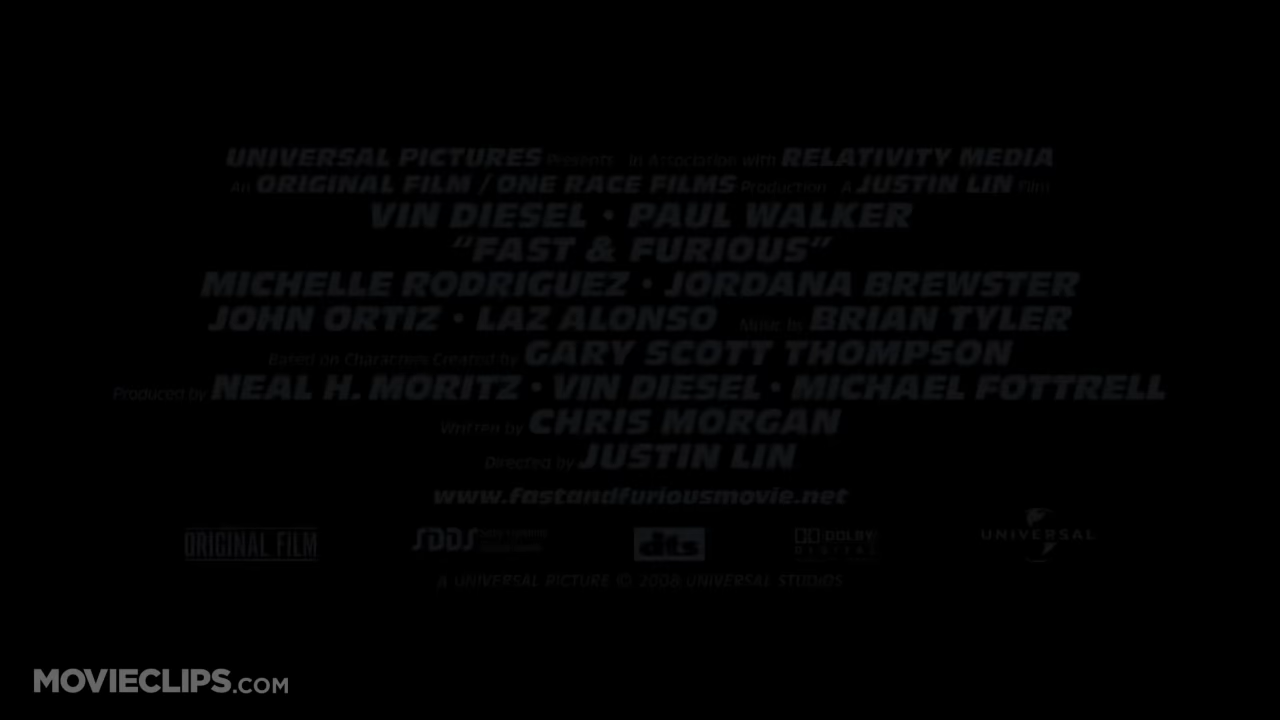 UNIVERSAL PICTURES Presents In Association with RELATIVITY MEDIA
An ORIGINAL FILM / ONE RACE FILMS Production A JUSTIN LIN Film
VIN DIESEL • PAUL WALKER
“FAST & FURIOUS”
MICHELLE RODRIGUEZ • JORDANA BREWSTER
JOHN ORTIZ • LAZ ALONSO Music by BRIAN TYLER
Based on Characters Created by GARY SCOTT THOMPSON
Produced by NEAL H. MORITZ • VIN DIESEL • MICHAEL FOTTRELL
Written by CHRIS MORGAN
Directed by JUSTIN LIN
www.fastandfuriousmovie.net
ORIGINAL FILM SDDS dts DOLBY DIGITAL UNIVERSAL
A UNIVERSAL PICTURE © 2008 UNIVERSAL STUDIOS
MOVIECLIPS.COM